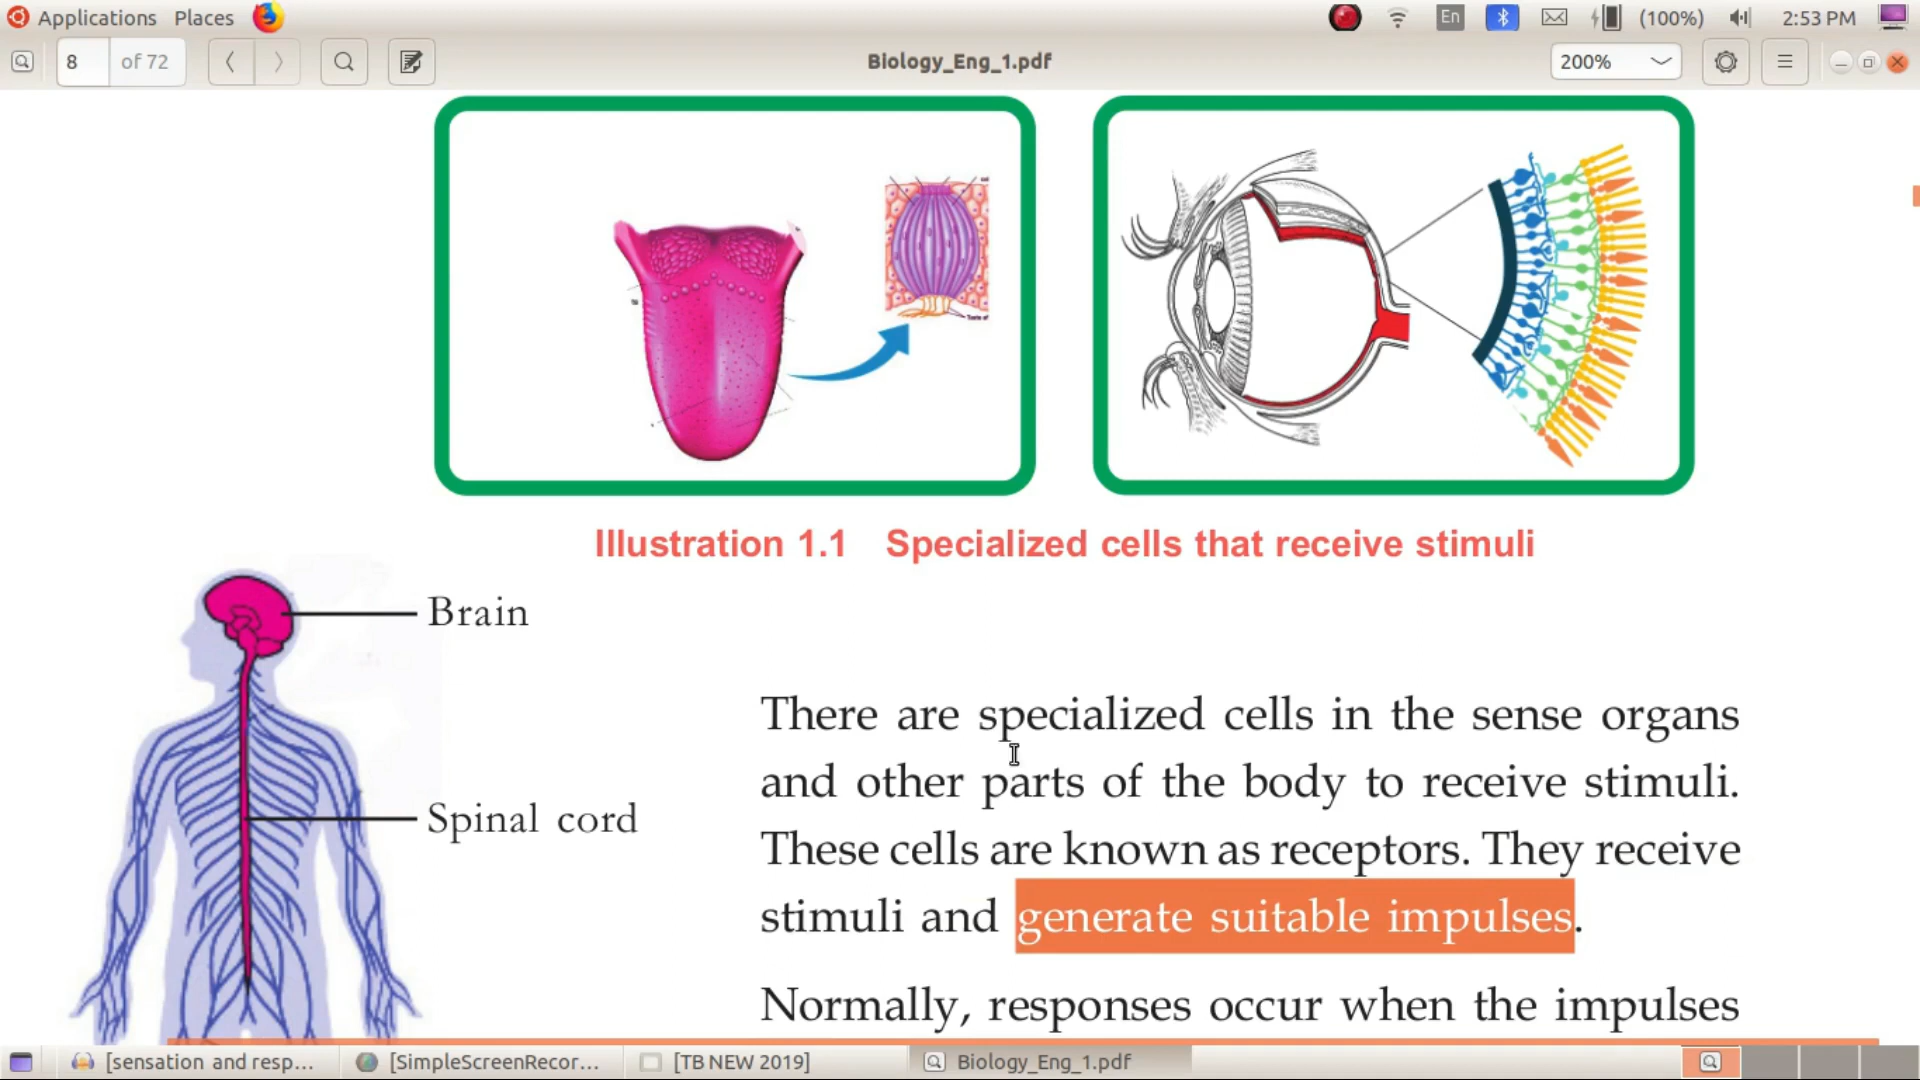 Applications Places En (100%) 2:53 PM
8 of 72 Biology_Eng_1.pdf 200%
Illustration 1.1 Specialized cells that receive stimuli
Brain
Spinal cord
There are specialized cells in the sense organs
and other parts of the body to receive stimuli.
These cells are known as receptors. They receive
stimuli and generate suitable impulses.
Normally, responses occur when the impulses
[sensation and resp... [SimpleScreenRecor... [TB NEW 2019] Biology_Eng_1.pdf